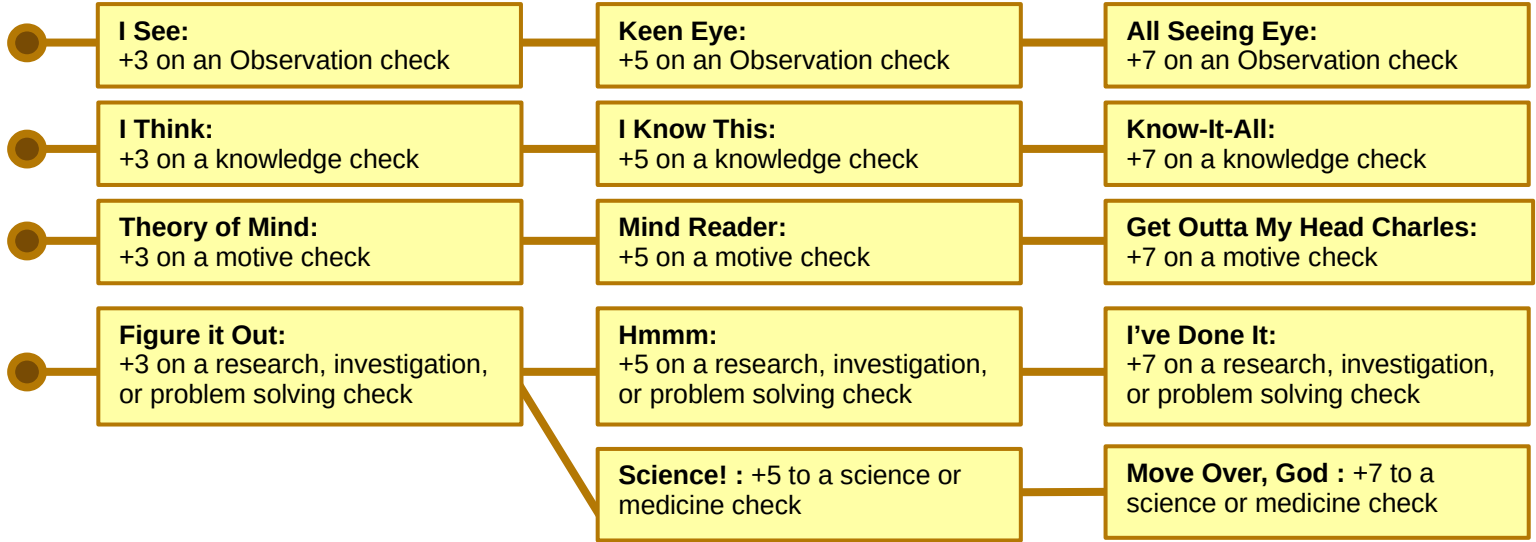 I See:
+3 on an Observation check
Keen Eye:
+5 on an Observation check
All Seeing Eye:
+7 on an Observation check
I Think:
+3 on a knowledge check
I Know This:
+5 on a knowledge check
Know-It-All:
+7 on a knowledge check
Theory of Mind:
+3 on a motive check
Mind Reader:
+5 on a motive check
Get Outta My Head Charles:
+7 on a motive check
Figure it Out:
+3 on a research, investigation,
or problem solving check
Hmmm:
+5 on a research, investigation,
or problem solving check
I’ve Done It:
+7 on a research, investigation,
or problem solving check
Science! : +5 to a science or
medicine check
Move Over, God : +7 to a
science or medicine check